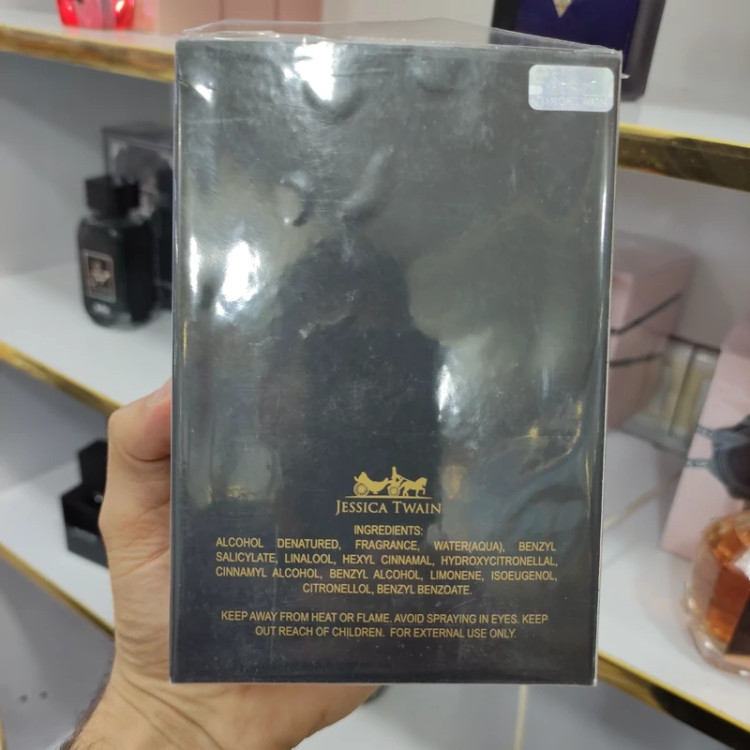 JESSICA TWAIN
INGREDIENTS:
ALCOHOL DENATURED, FRAGRANCE, WATER(AQUA), BENZYL
SALICYLATE, LINALOOL, HEXYL CINNAMAL, HYDROXYCITRONELLAL,
CINNAMYL ALCOHOL, BENZYL ALCOHOL, LIMONENE, ISOEUGENOL,
CITRONELLOL, BENZYL BENZOATE.
KEEP AWAY FROM HEAT OR FLAME. AVOID SPRAYING IN EYES. KEEP
OUT REACH OF CHILDREN. FOR EXTERNAL USE ONLY.